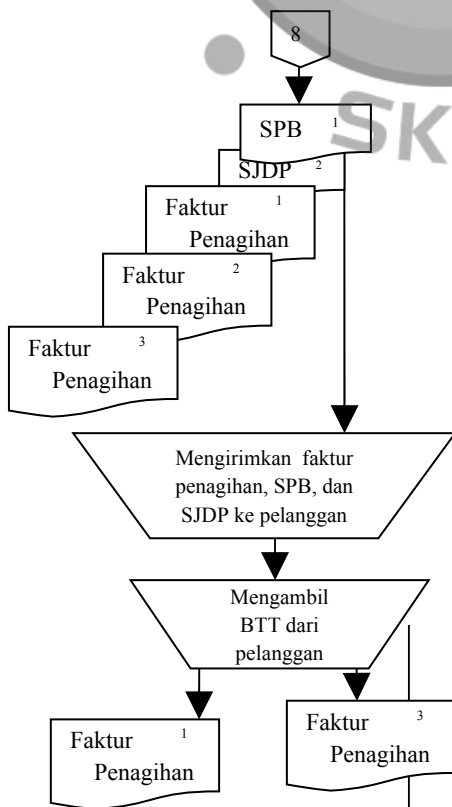 8
SPB 1
SK
SJDP 2
Faktur 1
Penagihan
Faktur 2
Penagihan
Faktur 3
Penagihan
Mengirimkan faktur
penagihan, SPB, dan
SJDP ke pelanggan
Mengambil
BTT dari
pelanggan
Faktur 1
Penagihan
Faktur 3
Penagihan